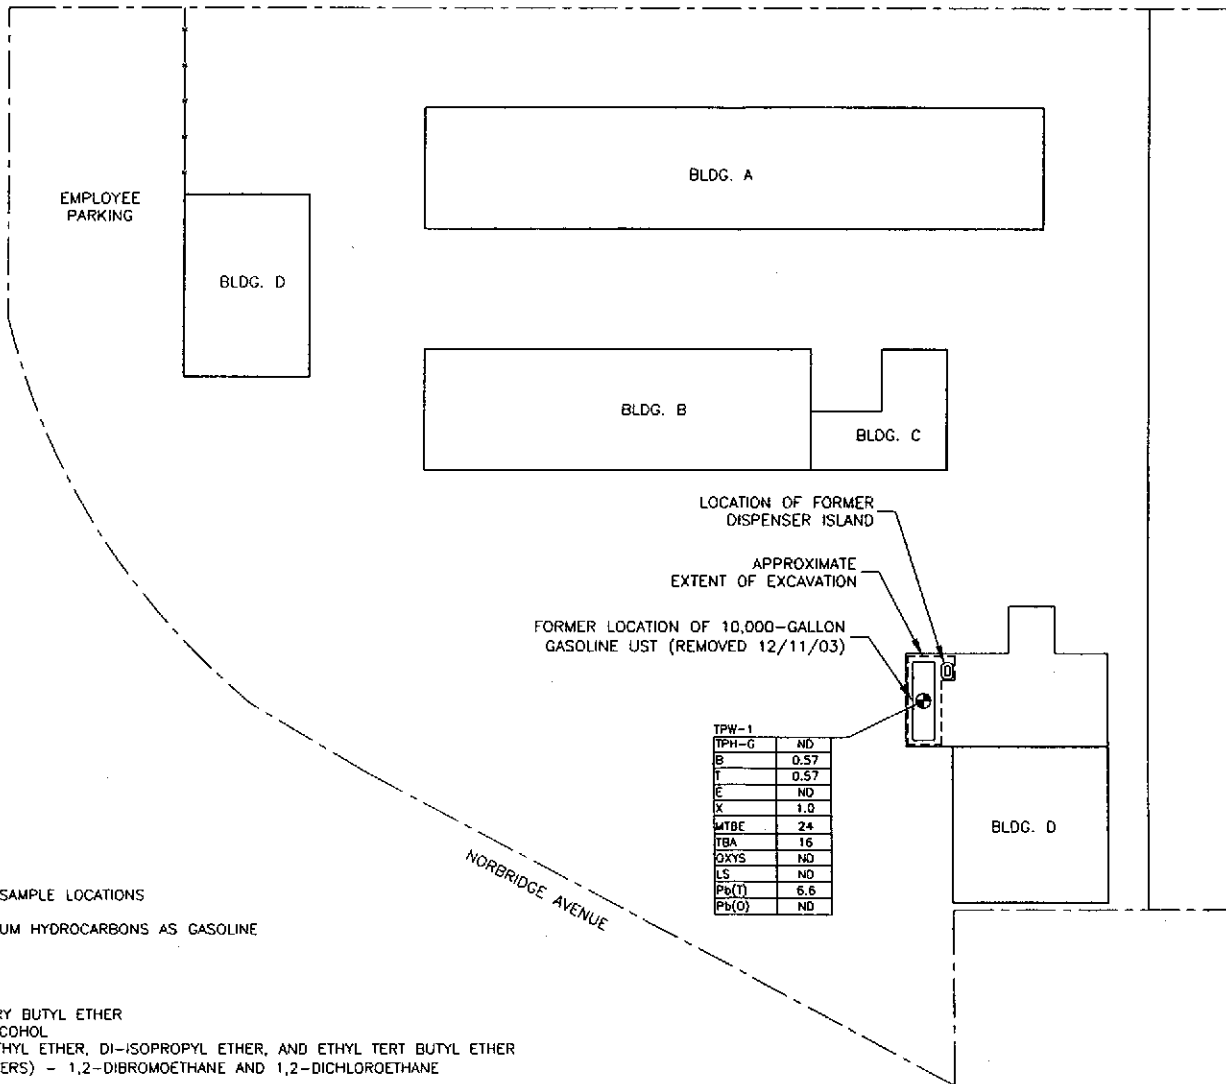 BLDG. A
EMPLOYEE
PARKING
BLDG. D
BLDG. B
BLDG. C
LOCATION OF FORMER
DISPENSER ISLAND
APPROXIMATE
EXTENT OF EXCAVATION
FORMER LOCATION OF 10,000-GALLON
GASOLINE UST (REMOVED 12/11/03)
TPW-1
TPH-G ND
B 0.57
T 0.57
E ND
X 1.0
MTBE 24
TBA 16
OXYS ND
LS ND
Pb(T) 6.6
Pb(O) ND
BLDG. D
NORBRIDGE AVENUE
SAMPLE LOCATIONS
UM HYDROCARBONS AS GASOLINE
RY BUTYL ETHER
COHOL
THYL ETHER, DI-ISOPROPYL ETHER, AND ETHYL TERT BUTYL ETHER
ERS) - 1,2-DIBROMOETHANE AND 1,2-DICHLOROETHANE